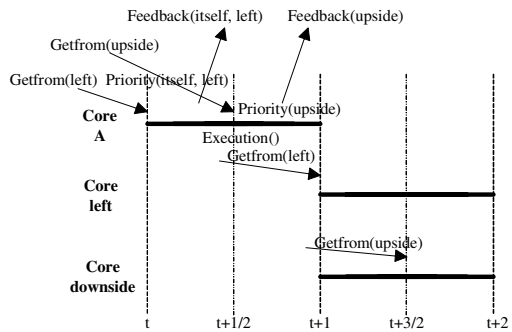 Feedback(itself, left) Feedback(upside)
Getfrom(upside)
Getfrom(left) Priority(itself, left)
Priority(upside)
Core
A
Execution()
Getfrom(left)
Core
left
Getfrom(upside)
Core
downside
t t+1/2 t+1 t+3/2 t+2